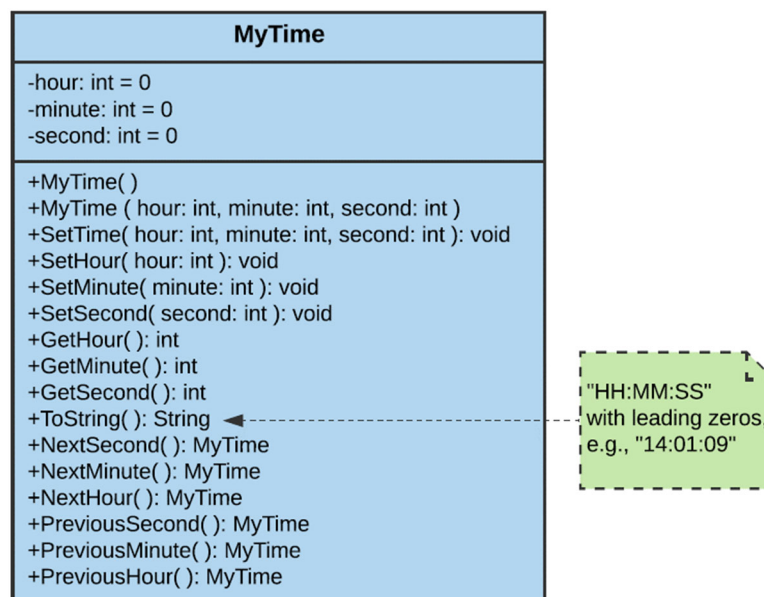 MyTime
-hour: int = 0
-minute: int = 0
-second: int = 0
+MyTime( )
+MyTime ( hour: int, minute: int, second: int )
+SetTime( hour: int, minute: int, second: int ): void
+SetHour( hour: int ): void
+SetMinute( minute: int ): void
+SetSecond( second: int ): void
+GetHour( ): int
+GetMinute( ): int
+GetSecond( ): int
+ToString( ): String
+NextSecond( ): MyTime
+NextMinute( ): MyTime
+NextHour( ): MyTime
+PreviousSecond( ): MyTime
+PreviousMinute( ): MyTime
+PreviousHour( ): MyTime
"HH:MM:SS"
with leading zeros,
e.g., "14:01:09"